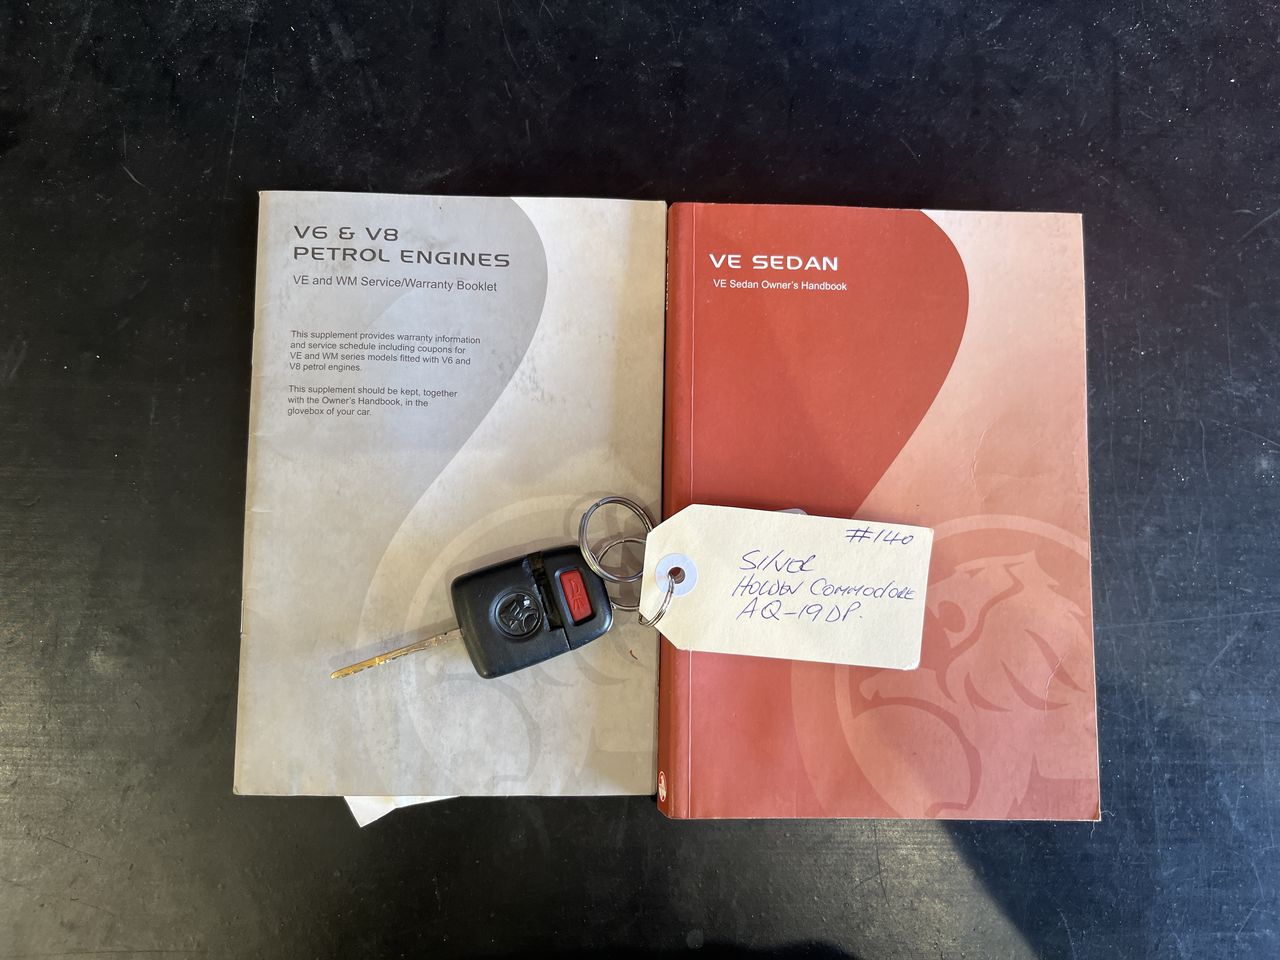 V6 & V8
PETROL ENGINES
VE and WM Service/Warranty Booklet
This supplement provides warranty information
and service schedule including coupons for
VE and WM series models fitted with V6 and
V8 petrol engines.
This supplement should be kept, together
with the Owner's Handbook, in the
glovebox of your car.
VE SEDAN
VE Sedan Owner's Handbook
#140
SILVER
HOLDEN COMMODORE
AQ-19DP.